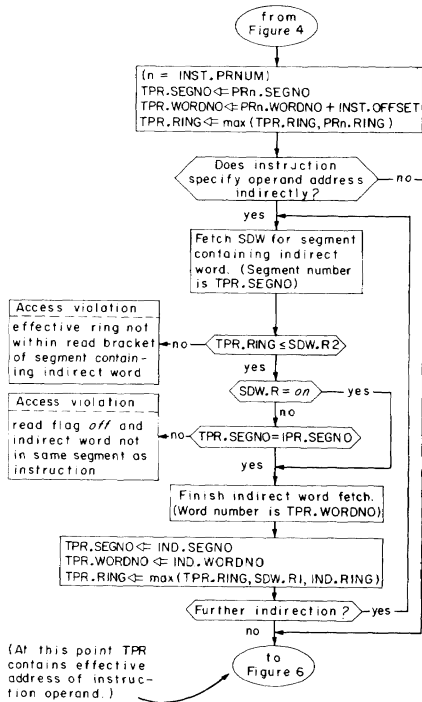 from
Figure 4
(n = INST.PRNUM)
TPR.SEGNO⇐PRn.SEGNO
TPR.WORDNO⇐PRn.WORDNO + INST.OFFSET
TPR.RING⇐ max (TPR.RING, PRn.RING)
Does instruction
specify operand address
indirectly?
no
yes
Fetch SDW for segment
containing indirect
word. (Segment number
is TPR.SEGNO)
Access violation
effective ring not
within read bracket
of segment contain-
ing indirect word
no
TPR.RING ≤ SDW.R2
yes
SDW.R = on
yes
no
Access violation
read flag off and
indirect word not
in same segment as
instruction
no
TPR.SEGNO=IPR.SEGNO
yes
Finish indirect word fetch.
(Word number is TPR.WORDNO)
TPR.SEGNO⇐ IND.SEGNO
TPR.WORDNO ⇐ IND.WORDNO
TPR.RING⇐ max(TPR.RING, SDW.R1, IND.RING)
Further indirection?
yes
no
(At this point TPR
contains effective
address of instruc-
tion operand.)
to
Figure 6